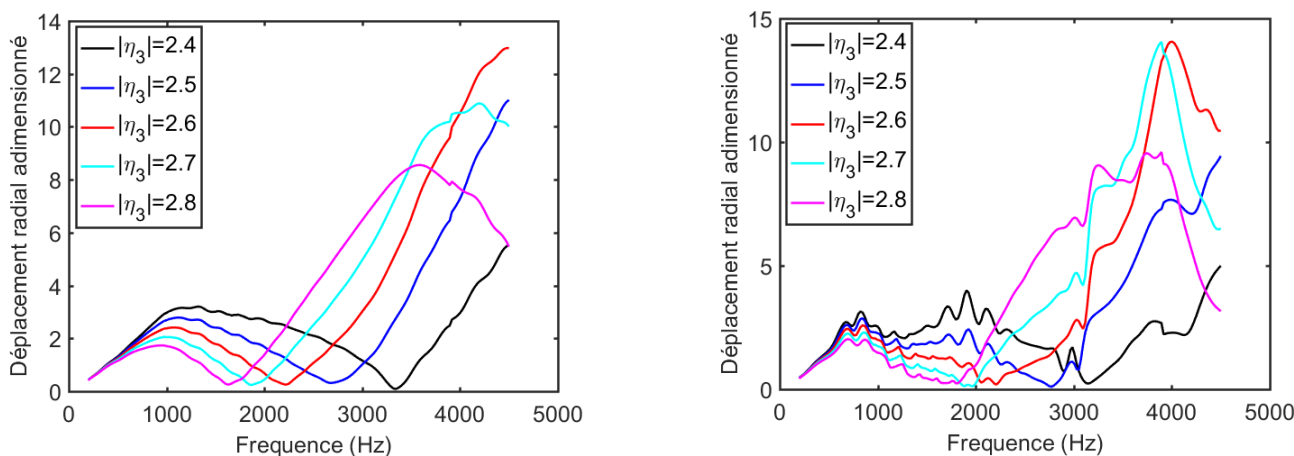 14
12
10
8
6
4
2
0
Déplacement radial adimensionné
|η3|=2.4
|η3|=2.5
|η3|=2.6
|η3|=2.7
|η3|=2.8
0 1000 2000 3000 4000 5000
Frequence (Hz)
15
10
5
0
Déplacement radial adimensionné
|η3|=2.4
|η3|=2.5
|η3|=2.6
|η3|=2.7
|η3|=2.8
0 1000 2000 3000 4000 5000
Frequence (Hz)